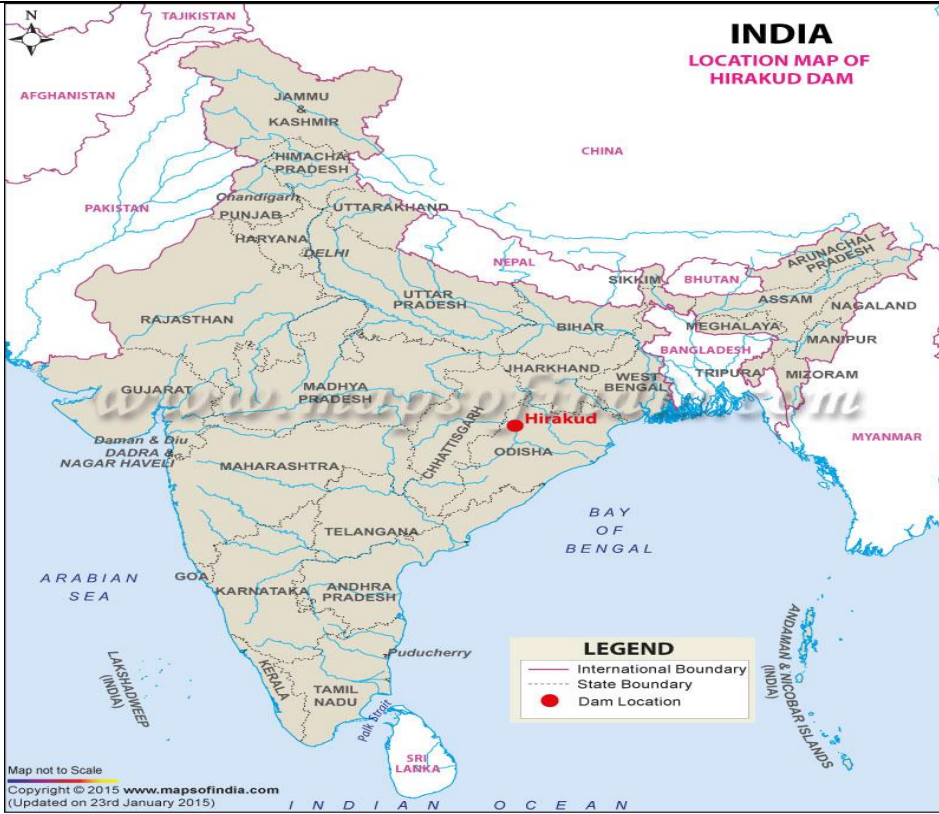 N
TAJIKISTAN
INDIA
LOCATION MAP OF
HIRAKUD DAM
AFGHANISTAN
JAMMU
&
KASHMIR
CHINA
HIMACHAL
PRADESH
Chandigarh
PAKISTAN
PUNJAB
UTTARAKHAND
HARYANA
DELHI
NEPAL
SIKKIM
BHUTAN
ARUNACHAL
PRADESH
UTTAR
PRADESH
ASSAM
NAGALAND
RAJASTHAN
BIHAR
MEGHALAYA
MANIPUR
BANGLADESH
JHARKHAND
WEST
BENGAL
TRIPURA
MIZORAM
GUJARAT
MADHYA
PRADESH
www.mapsofindia.com
Hirakud
CHHATTISGARH
ODISHA
MYANMAR
Daman & Diu
DADRA &
NAGAR HAVELI
MAHARASHTRA
BAY
OF
BENGAL
TELANGANA
ARABIAN
SEA
GOA
KARNATAKA
ANDHRA
PRADESH
Puducherry
LAKSHADWEEP
(INDIA)
KERALA
TAMIL
NADU
Palk Strait
SRI
LANKA
ANDAMAN & NICOBAR ISLANDS
(INDIA)
LEGEND
International Boundary
State Boundary
Dam Location
Map not to Scale
Copyright © 2015 www.mapsofindia.com
(Updated on 23rd January 2015)
INDIAN OCEAN